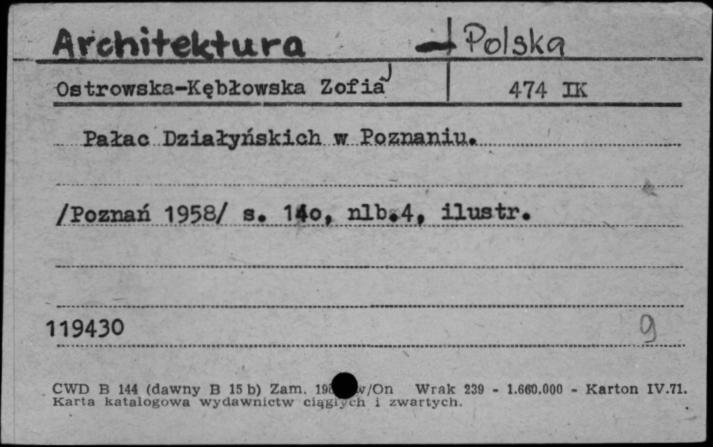 Architektura - Polska
Ostrowska-Kębłowska Zofia 474 IK
Pałac Działyńskich w Poznaniu.
/Poznań 1958/ s. 14o, nlb.4, ilustr.
119430 9
CWD B 144 (dawny B 15 b) Zam. w/On Wrak 239 - 1.660.000 - Karton IV.71.
Karta katalogowa wydawnictw ciągłych i zwartych.